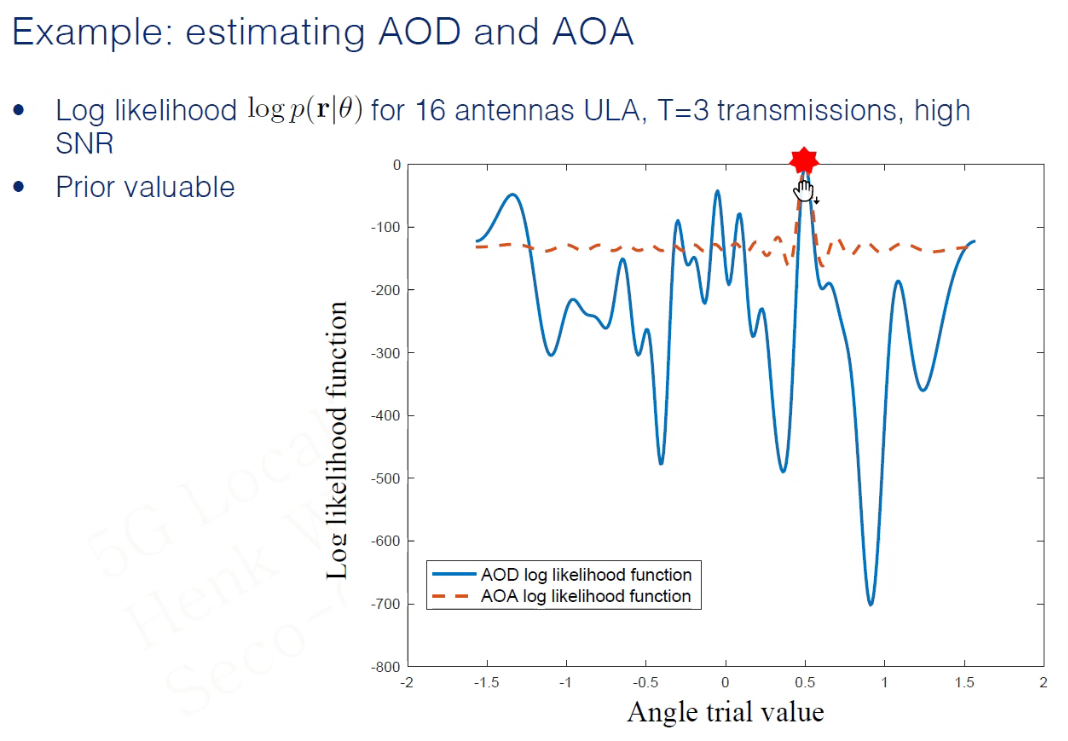 Example: estimating AOD and AOA
• Log likelihood log p(r|θ) for 16 antennas ULA, T=3 transmissions, high
SNR
• Prior valuable
0
-100
-200
-300
-400
-500
-600
-700
-800
Log likelihood function
AOD log likelihood function
AOA log likelihood function
-2 -1.5 -1 -0.5 0 0.5 1 1.5 2
Angle trial value
5G Local
Henk W
Seco-